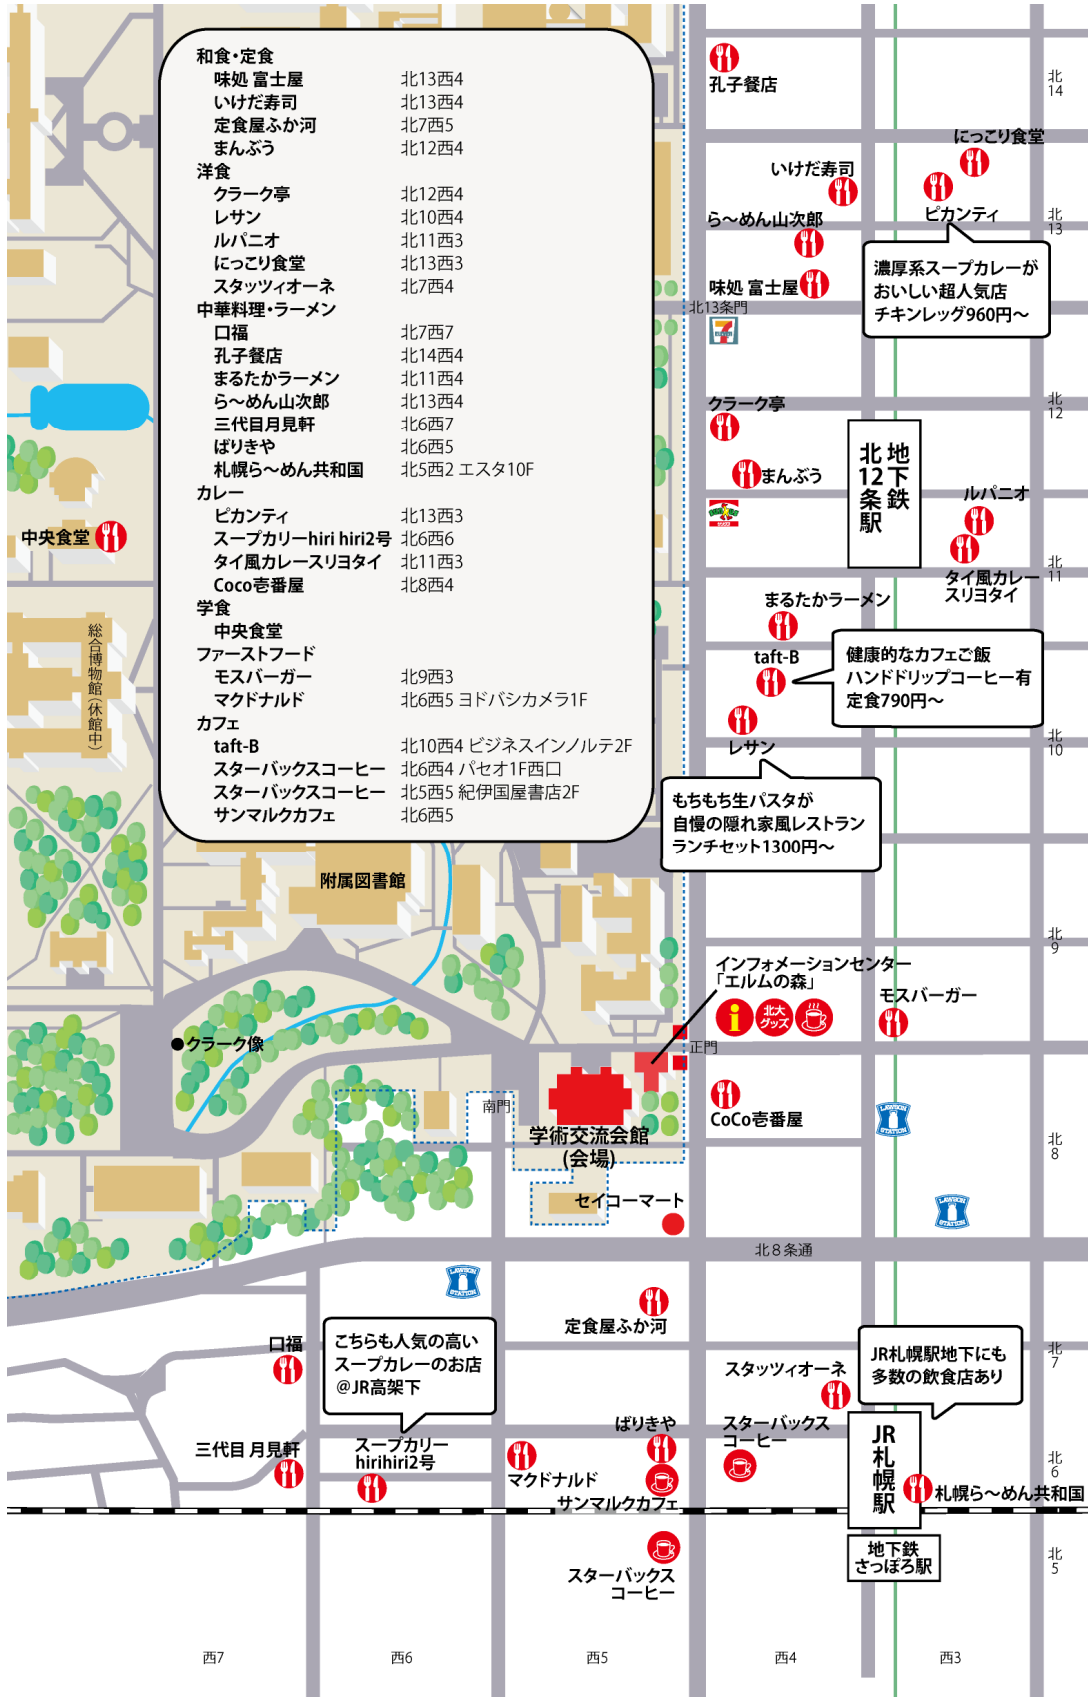 和食・定食
味処 富士屋 北13西4
いけだ寿司 北13西4
定食屋ふか河 北7西5
まんぶう 北12西4
洋食
クラーク亭 北12西4
レサン 北10西4
ルパニオ 北11西3
にっこり食堂 北13西3
スタッツィオーネ 北7西4
中華料理・ラーメン
口福 北7西7
孔子餐店 北14西4
まるたかラーメン 北11西4
ら～めん山次郎 北13西4
三代目月見軒 北6西7
ばりきや 北6西5
札幌ら～めん共和国 北5西2 エスタ10F
カレー
ピカンティ 北13西3
スープカリーhiri hiri2号 北6西6
タイ風カレースリヨタイ 北11西3
Coco壱番屋 北8西4
学食
中央食堂
ファーストフード
モスバーガー 北9西3
マクドナルド 北6西5 ヨドバシカメラ1F
カフェ
taft-B 北10西4 ビジネスインノルテ2F
スターバックスコーヒー 北6西4 パセオ1F西口
スターバックスコーヒー 北5西5 紀伊国屋書店2F
サンマルクカフェ 北6西5
孔子餐店
北
14
にっこり食堂
いけだ寿司
ピカンティ
北
13
ら～めん山次郎
濃厚系スープカレーが
おいしい超人気店
チキンレッグ960円～
味処 富士屋
北13条門
7
クラーク亭
北
12
地下鉄
北12条駅
まんぶう
ルパニオ
中央食堂
タイ風カレー
スリヨタイ
北
11
まるたかラーメン
総合博物館(休館中)
taft-B
健康的なカフェご飯
ハンドドリップコーヒー有
定食790円～
レサン
北
10
もちもち生パスタが
自慢の隠れ家風レストラン
ランチセット1300円～
附属図書館
北
9
インフォメーションセンター
「エルムの森」
i
北大
グッズ
モスバーガー
クラーク像
正門
南門
CoCo壱番屋
LAWSON
STATION
学術交流会館
(会場)
北
8
セイコーマート
LAWSON
STATION
北8条通
LAWSON
STATION
定食屋ふか河
口福
こちらも人気の高い
スープカレーのお店
@JR高架下
JR札幌駅地下にも
多数の飲食店あり
北
7
スタッツィオーネ
ばりきや
スターバックス
コーヒー
JR札幌駅
三代目 月見軒
スープカリー
hirihiri2号
マクドナルド
北
6
サンマルクカフェ
札幌ら～めん共和国
地下鉄
さっぽろ駅
北
5
スターバックス
コーヒー
西7
西6
西5
西4
西3